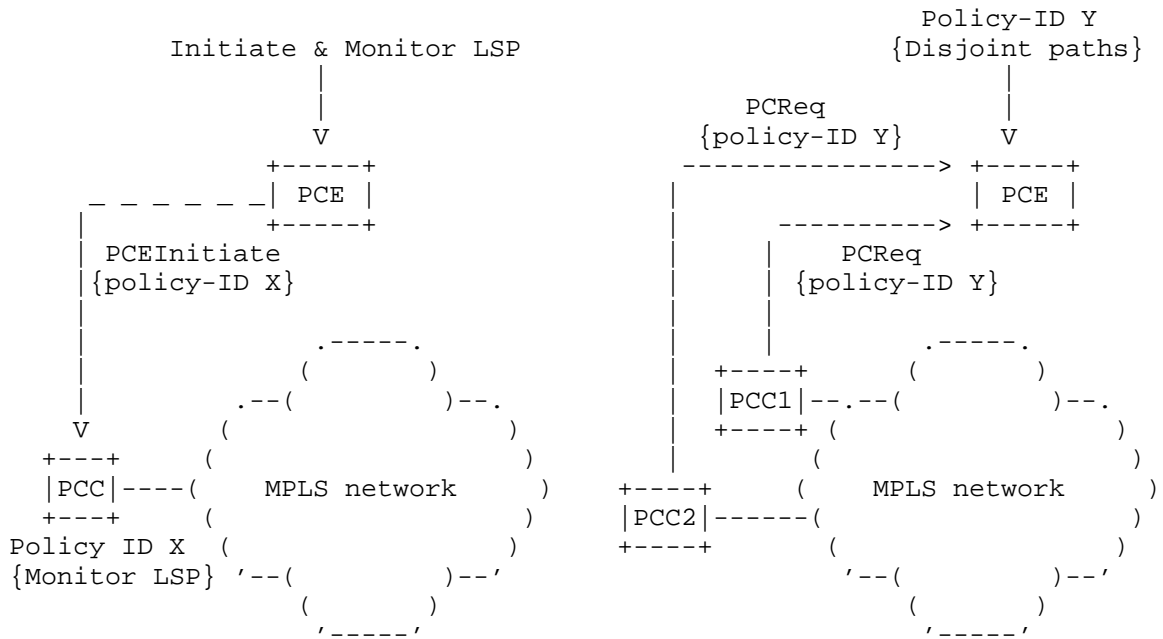 Policy-ID Y
Initiate & Monitor LSP {Disjoint paths}
PCReq
V {policy-ID Y} V
PCE PCE
PCEInitiate PCReq
{policy-ID X} {policy-ID Y}
PCC1
V
PCC MPLS network MPLS network
PCC2
Policy ID X
{Monitor LSP}